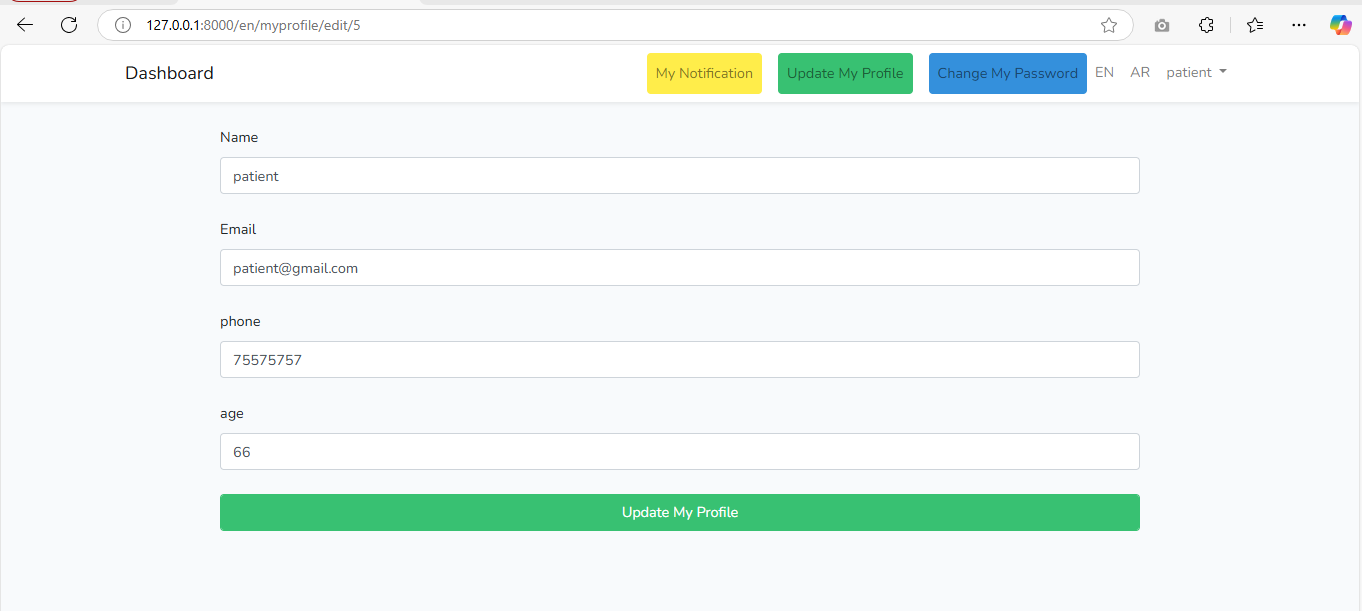 127.0.0.1:8000/en/myprofile/edit/5
Dashboard My Notification Update My Profile Change My Password EN AR patient
Name
patient
Email
patient@gmail.com
phone
75575757
age
66
Update My Profile